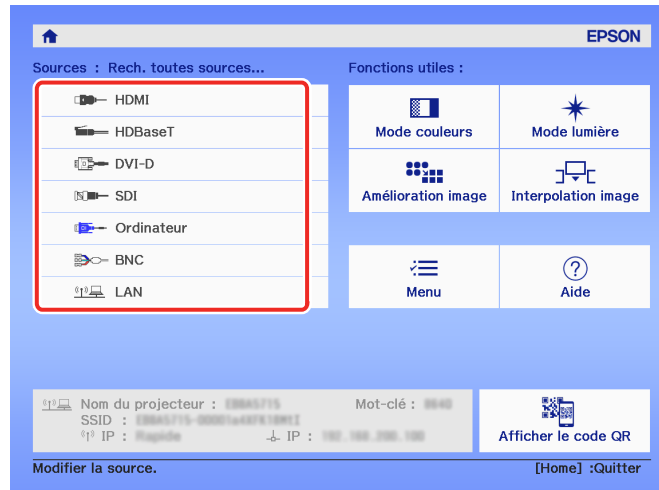 EPSON
Sources : Rech. toutes sources...
Fonctions utiles :
HDMI
HDBaseT
DVI-D
SDI
Ordinateur
BNC
LAN
Mode couleurs
Mode lumière
Amélioration image
Interpolation image
Menu
Aide
Nom du projecteur :
Mot-clé :
SSID :
IP :
IP :
Afficher le code QR
Modifier la source.
[Home] :Quitter